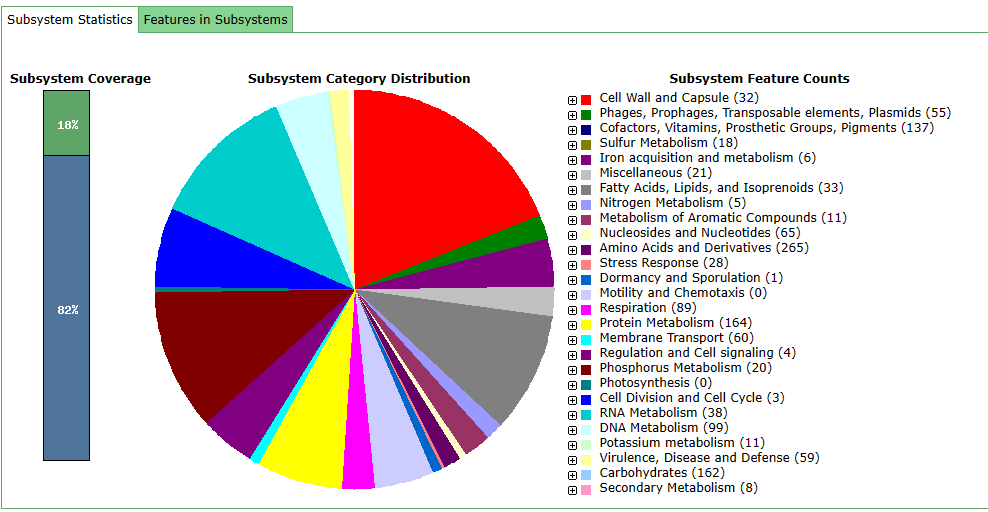 Subsystem Statistics
Features in Subsystems
Subsystem Coverage
18%
82%
Subsystem Category Distribution
Subsystem Feature Counts
Cell Wall and Capsule (32)
Phages, Prophages, Transposable elements, Plasmids (55)
Cofactors, Vitamins, Prosthetic Groups, Pigments (137)
Sulfur Metabolism (18)
Iron acquisition and metabolism (6)
Miscellaneous (21)
Fatty Acids, Lipids, and Isoprenoids (33)
Nitrogen Metabolism (5)
Metabolism of Aromatic Compounds (11)
Nucleosides and Nucleotides (65)
Amino Acids and Derivatives (265)
Stress Response (28)
Dormancy and Sporulation (1)
Motility and Chemotaxis (0)
Respiration (89)
Protein Metabolism (164)
Membrane Transport (60)
Regulation and Cell signaling (4)
Phosphorus Metabolism (20)
Photosynthesis (0)
Cell Division and Cell Cycle (3)
RNA Metabolism (38)
DNA Metabolism (99)
Potassium metabolism (11)
Virulence, Disease and Defense (59)
Carbohydrates (162)
Secondary Metabolism (8)